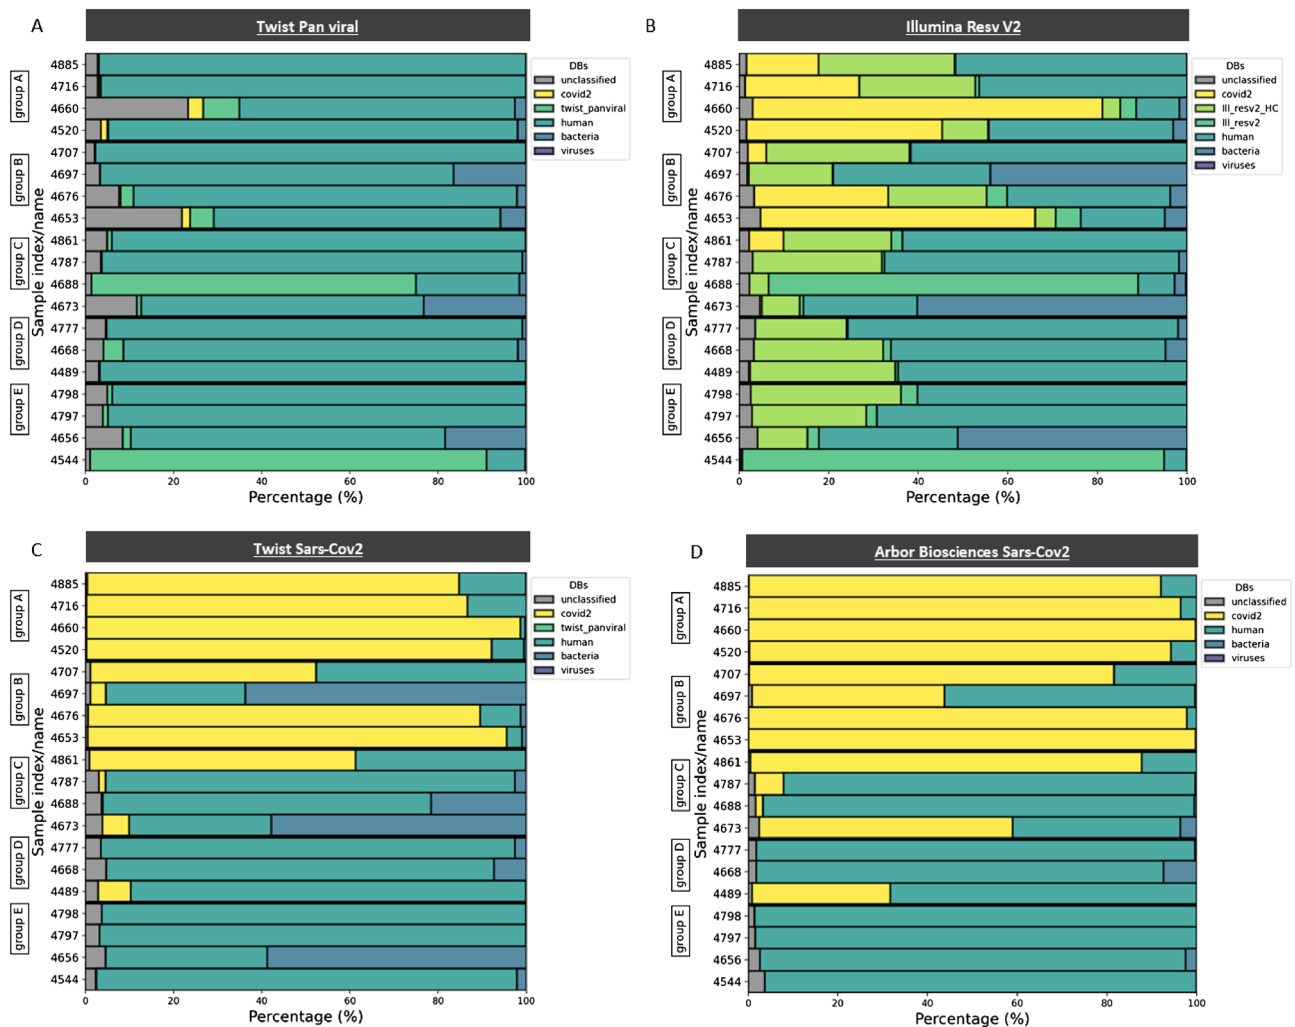 A
Twist Pan viral
4885
4716
4660
4520
4707
4697
4676
4653
4861
4787
4688
4673
4777
4668
4489
4798
4797
4656
4544
group A
group B
group C
group D
group E
Sample index/name
0 20 40 60 80 100
Percentage (%)
DBs
unclassified
covid2
twist_panviral
human
bacteria
viruses
B
Illumina Resv V2
4885
4716
4660
4520
4707
4697
4676
4653
4861
4787
4688
4673
4777
4668
4489
4798
4797
4656
4544
group A
group B
group C
group D
group E
Sample index/name
0 20 40 60 80 100
Percentage (%)
DBs
unclassified
covid2
Ill_resv2_HC
Ill_resv2
human
bacteria
viruses
C
Twist Sars-Cov2
4885
4716
4660
4520
4707
4697
4676
4653
4861
4787
4688
4673
4777
4668
4489
4798
4797
4656
4544
group A
group B
group C
group D
group E
Sample index/name
0 20 40 60 80 100
Percentage (%)
DBs
unclassified
covid2
twist_panviral
human
bacteria
viruses
D
Arbor Biosciences Sars-Cov2
4885
4716
4660
4520
4707
4697
4676
4653
4861
4787
4688
4673
4777
4668
4489
4798
4797
4656
4544
group A
group B
group C
group D
group E
Sample index/name
0 20 40 60 80 100
Percentage (%)
DBs
unclassified
covid2
human
bacteria
viruses